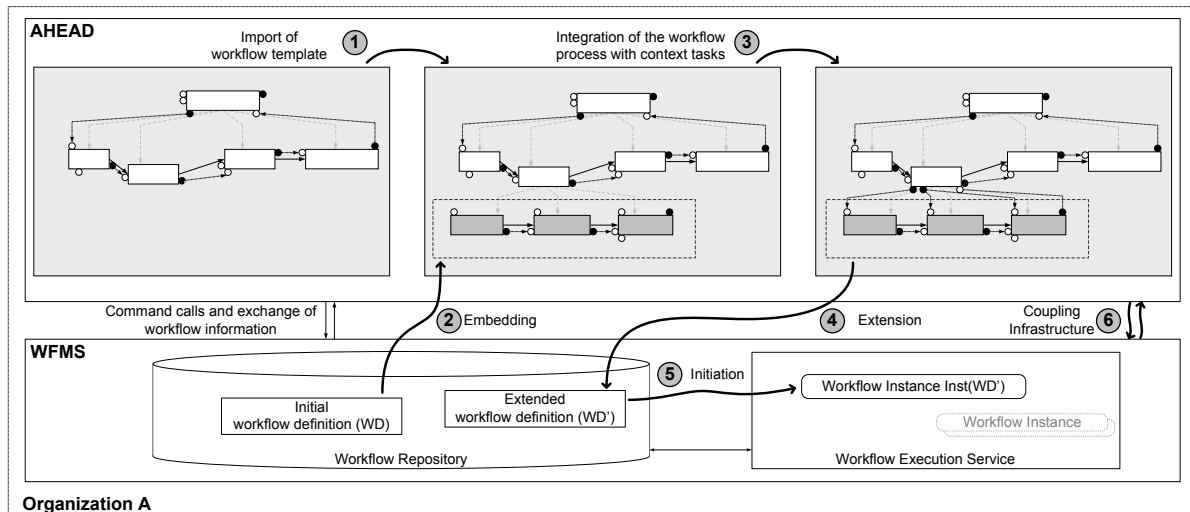 AHEAD
Import of
workflow template
1
Integration of the workflow
process with context tasks
3
Command calls and exchange of
workflow information
2
Embedding
4
Extension
Coupling
Infrastructure
6
WFMS
5
Initiation
Initial
workflow definition (WD)
Extended
workflow definition (WD')
Workflow Instance Inst(WD')
Workflow Instance
Workflow Repository
Workflow Execution Service
Organization A